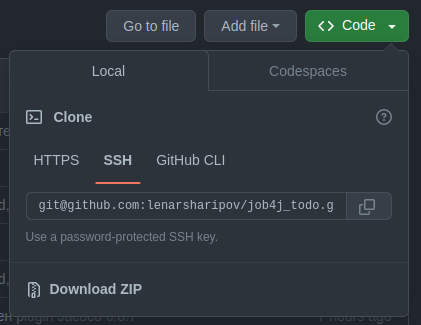 Go to file Add file Code
Local Codespaces
Clone
HTTPS SSH GitHub CLI
git@github.com:lenarsharipov/job4j_todo.g
Use a password-protected SSH key.
Download ZIP